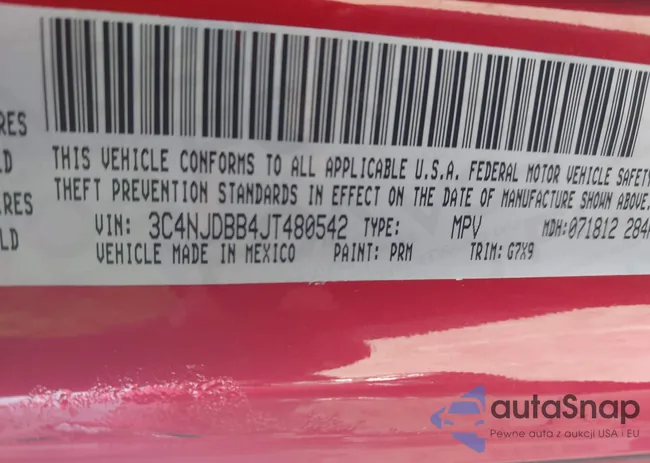 RES
LD
RES
LD
THIS VEHICLE CONFORMS TO ALL APPLICABLE U.S.A. FEDERAL MOTOR VEHICLE SAFETY
THEFT PREVENTION STANDARDS IN EFFECT ON THE DATE OF MANUFACTURE SHOWN ABOVE.
VIN: 3C4NJDBB4JT480542 TYPE: MPV MDH:071812 284
VEHICLE MADE IN MEXICO PAINT: PRM TRIM: G7X9
autaSnap
Pewne auta z aukcji USA i EU